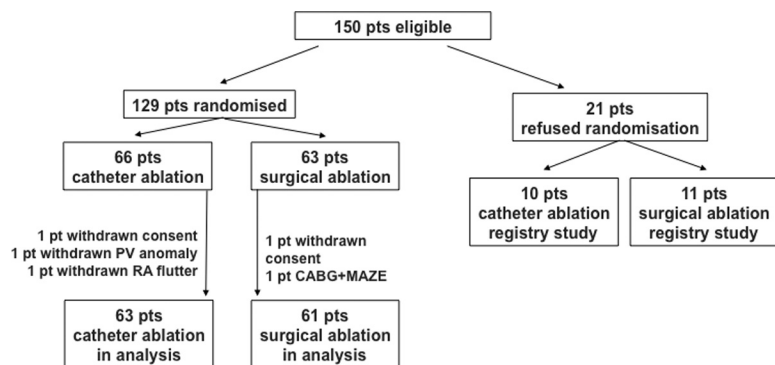 150 pts eligible
129 pts randomised
21 pts
refused randomisation
66 pts
catheter ablation
63 pts
surgical ablation
10 pts
catheter ablation
registry study
11 pts
surgical ablation
registry study
1 pt withdrawn consent
1 pt withdrawn PV anomaly
1 pt withdrawn RA flutter
1 pt withdrawn
consent
1 pt CABG+MAZE
63 pts
catheter ablation
in analysis
61 pts
surgical ablation
in analysis